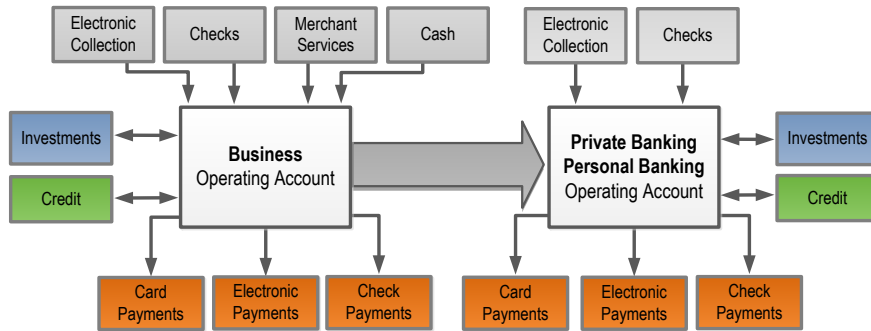 Electronic
Collection
Checks
Merchant
Services
Cash
Electronic
Collection
Checks
Investments
Credit
Business
Operating Account
Private Banking
Personal Banking
Operating Account
Investments
Credit
Card
Payments
Electronic
Payments
Check
Payments
Card
Payments
Electronic
Payments
Check
Payments